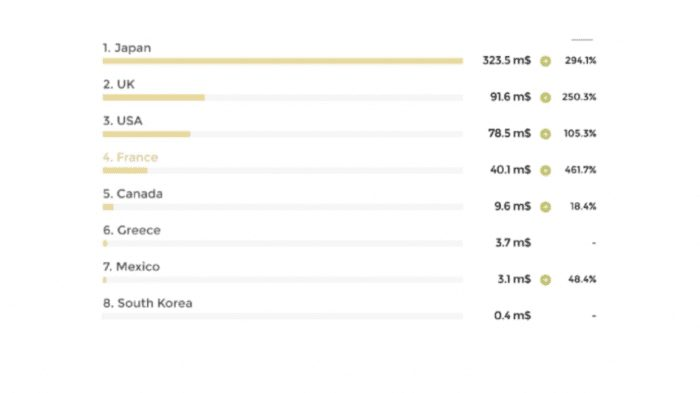 1. Japan
323.5 m$ 294.1%
2. UK
91.6 m$ 250.3%
3. USA
78.5 m$ 105.3%
4. France
40.1 m$ 461.7%
5. Canada
9.6 m$ 18.4%
6. Greece
3.7 m$ -
7. Mexico
3.1 m$ 48.4%
8. South Korea
0.4 m$ -